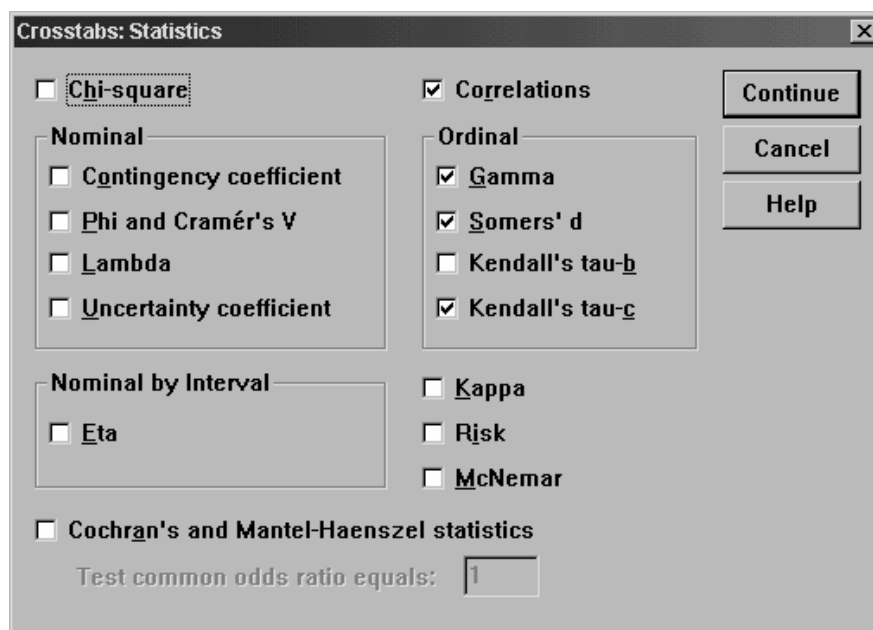 Crosstabs: Statistics
Chi-square
Correlations
Continue
Nominal
Contingency coefficient
Phi and Cramér's V
Lambda
Uncertainty coefficient
Ordinal
Gamma
Somers' d
Kendall's tau-b
Kendall's tau-c
Cancel
Help
Nominal by Interval
Eta
Kappa
Risk
McNemar
Cochran's and Mantel-Haenszel statistics
Test common odds ratio equals: 1